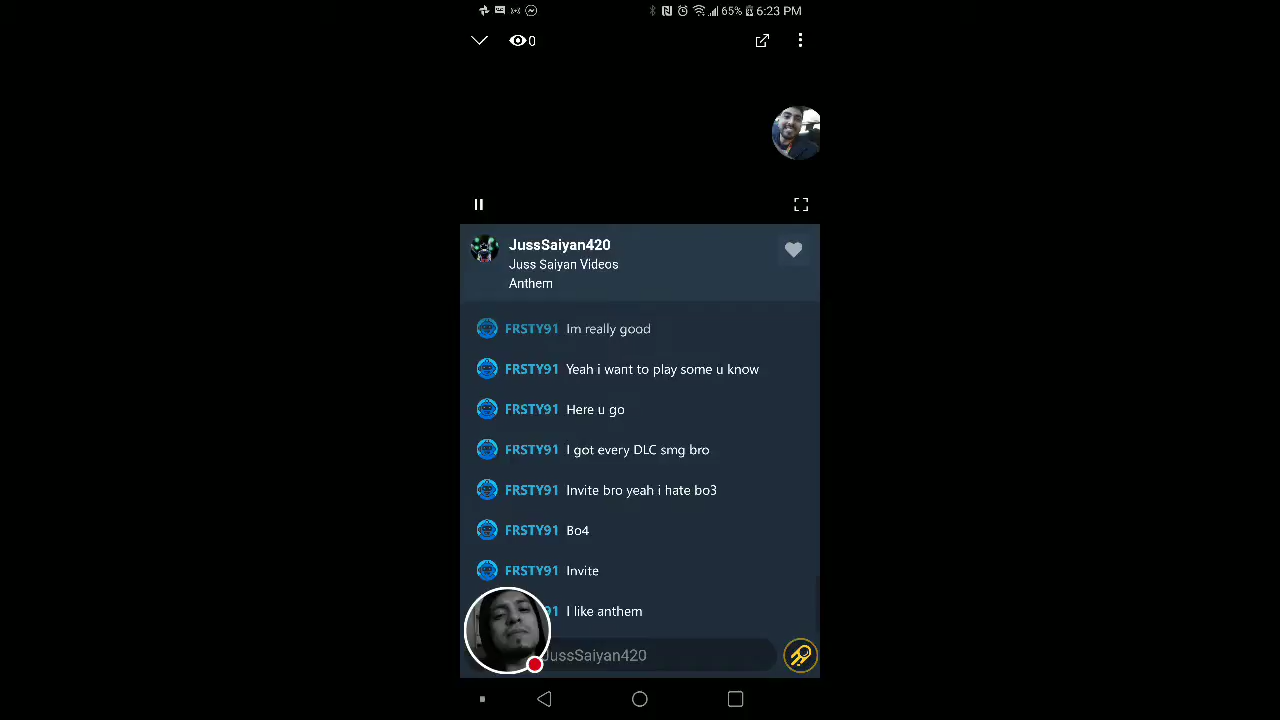 65% 6:23 PM
0
JussSaiyan420
Juss Saiyan Videos
Anthem
FRSTY91 Im really good
FRSTY91 Yeah i want to play some u know
FRSTY91 Here u go
FRSTY91 I got every DLC smg bro
FRSTY91 Invite bro yeah i hate bo3
FRSTY91 Bo4
FRSTY91 Invite
91 I like anthem
JussSaiyan420